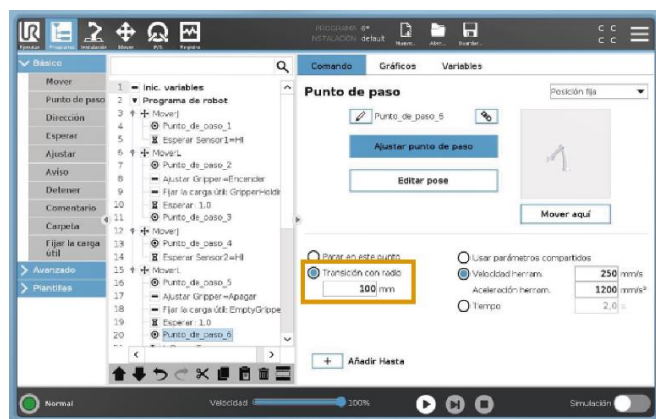 Ejecutar Programa Instalación Mover E/S Registro
PROGRAMA
INSTALACIÓN default
Nuevo... Abrir... Guardar...
C C
C C
Básico
Mover
Punto de paso
Dirección
Esperar
Ajustar
Aviso
Detener
Comentario
Carpeta
Fijar la carga
útil
Avanzado
Plantillas
1 Inic. variables
2 Programa de robot
3 MoverJ
4 Punto_de_paso_1
5 Esperar Sensor1=HI
6 MoverL
7 Punto_de_paso_2
8 Ajustar Gripper=Encender
9 Fijar la carga útil: GripperHoldir
10 Esperar: 1.0
11 Punto_de_paso_3
12 MoverJ
13 Punto_de_paso_4
14 Esperar Sensor2=HI
15 MoverL
16 Punto_de_paso_5
17 Ajustar Gripper=Apagar
18 Fijar la carga útil: EmptyGrippe
19 Esperar: 1.0
20 Punto_de_paso_6
Comando Gráficos Variables
Punto de paso
Posición fija
Punto_de_paso_6
Ajustar punto de paso
Editar pose
Mover aquí
Parar en este punto
Transición con radio
100 mm
Usar parámetros compartidos
Velocidad herram. 250 mm/s
Aceleración herram. 1200 mm/s²
Tiempo 2,0 s
+ Añadir Hasta
Normal
Velocidad 100%
Simulación